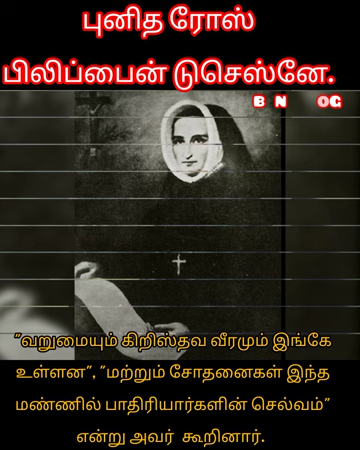 புனித ரோஸ்
பிலிப்பைன் டுசெஸ்னே.
B N OG
"வறுமையும் கிறிஸ்தவ வீரமும் இங்கே
உள்ளன", "மற்றும் சோதனைகள் இந்த
மண்ணில் பாதிரியார்களின் செல்வம்"
என்று அவர் கூறினார்.